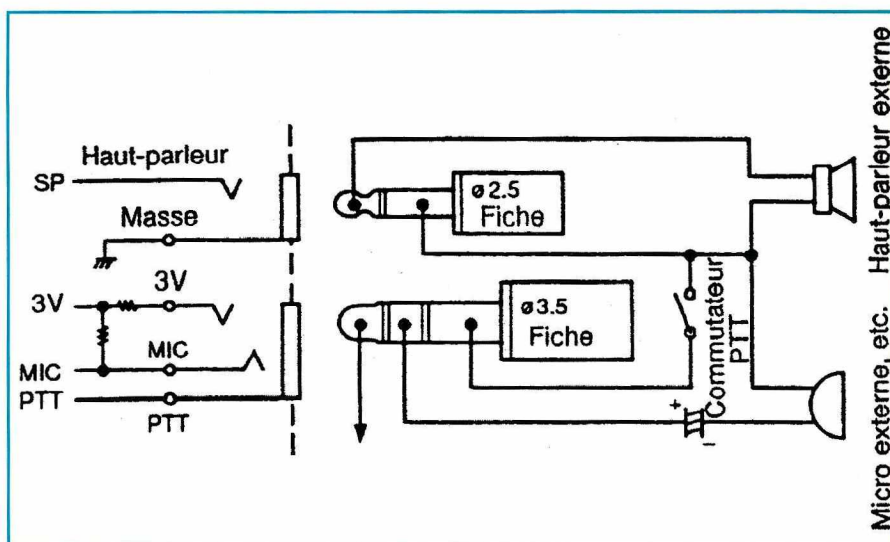 Haut-parleur
SP
Masse
3V
3V
MIC
MIC
PTT
PTT
ø2.5
Fiche
ø3.5
Fiche
Commutateur
PTT
+
–
Micro externe, etc. Haut-parleur externe